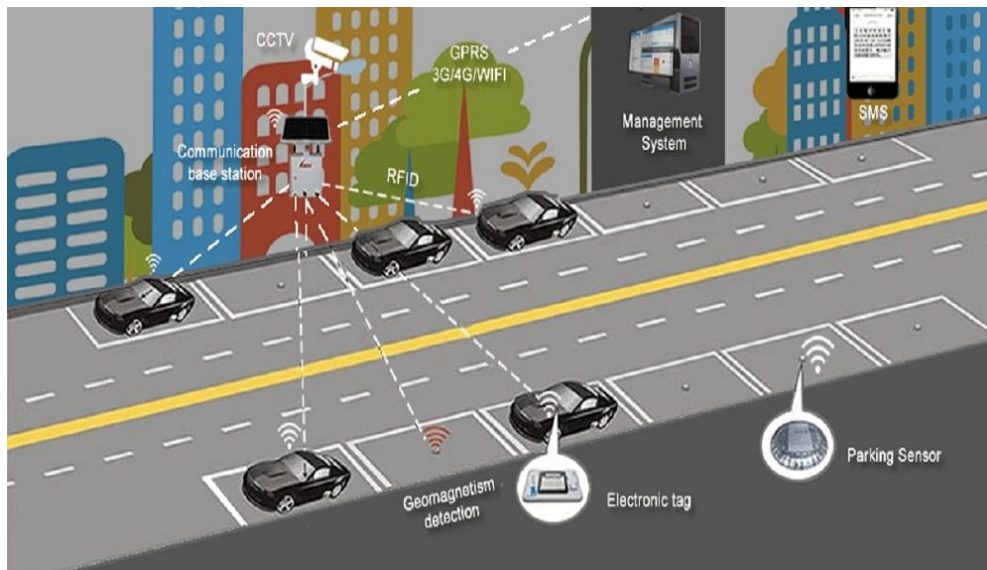 CCTV
GPRS
3G/4G/WIFI
Management
System
SMS
Communication
base station
RFID
Geomagnetism
detection
Electronic tag
Parking Sensor